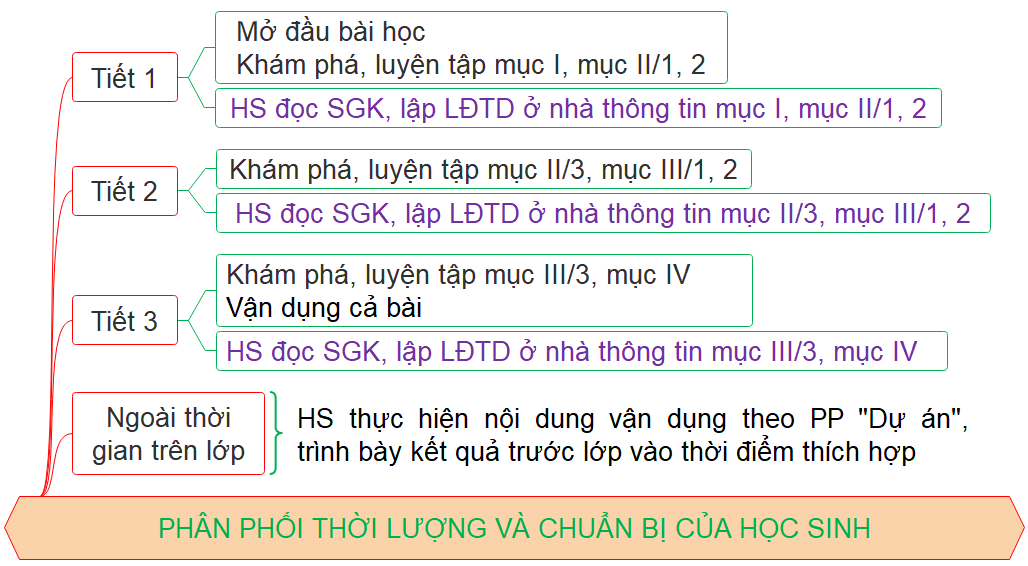 Tiết 1
Mở đầu bài học
Khám phá, luyện tập mục I, mục II/1, 2
HS đọc SGK, lập LĐTD ở nhà thông tin mục I, mục II/1, 2
Tiết 2
Khám phá, luyện tập mục II/3, mục III/1, 2
HS đọc SGK, lập LĐTD ở nhà thông tin mục II/3, mục III/1, 2
Tiết 3
Khám phá, luyện tập mục III/3, mục IV
Vận dụng cả bài
HS đọc SGK, lập LĐTD ở nhà thông tin mục III/3, mục IV
Ngoài thời
gian trên lớp
HS thực hiện nội dung vận dụng theo PP "Dự án",
trình bày kết quả trước lớp vào thời điểm thích hợp
PHÂN PHỐI THỜI LƯỢNG VÀ CHUẨN BỊ CỦA HỌC SINH